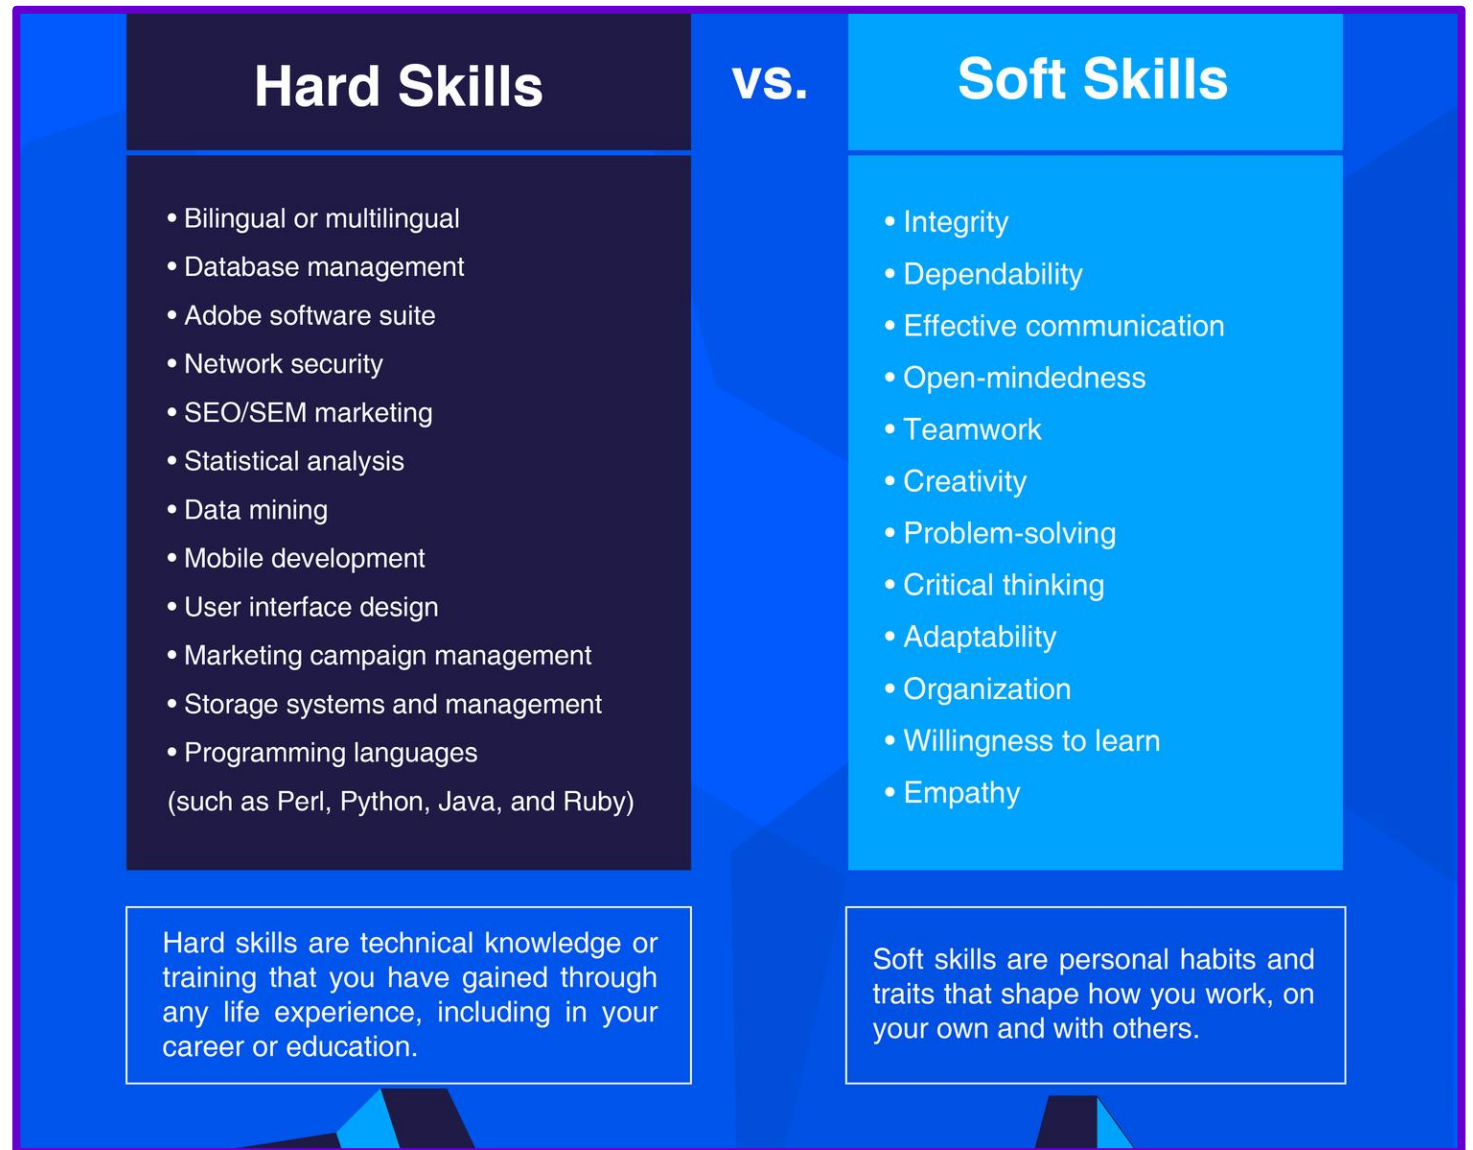 Hard Skills
vs.
Soft Skills
• Bilingual or multilingual
• Database management
• Adobe software suite
• Network security
• SEO/SEM marketing
• Statistical analysis
• Data mining
• Mobile development
• User interface design
• Marketing campaign management
• Storage systems and management
• Programming languages
(such as Perl, Python, Java, and Ruby)
• Integrity
• Dependability
• Effective communication
• Open-mindedness
• Teamwork
• Creativity
• Problem-solving
• Critical thinking
• Adaptability
• Organization
• Willingness to learn
• Empathy
Hard skills are technical knowledge or
training that you have gained through
any life experience, including in your
career or education.
Soft skills are personal habits and
traits that shape how you work, on
your own and with others.